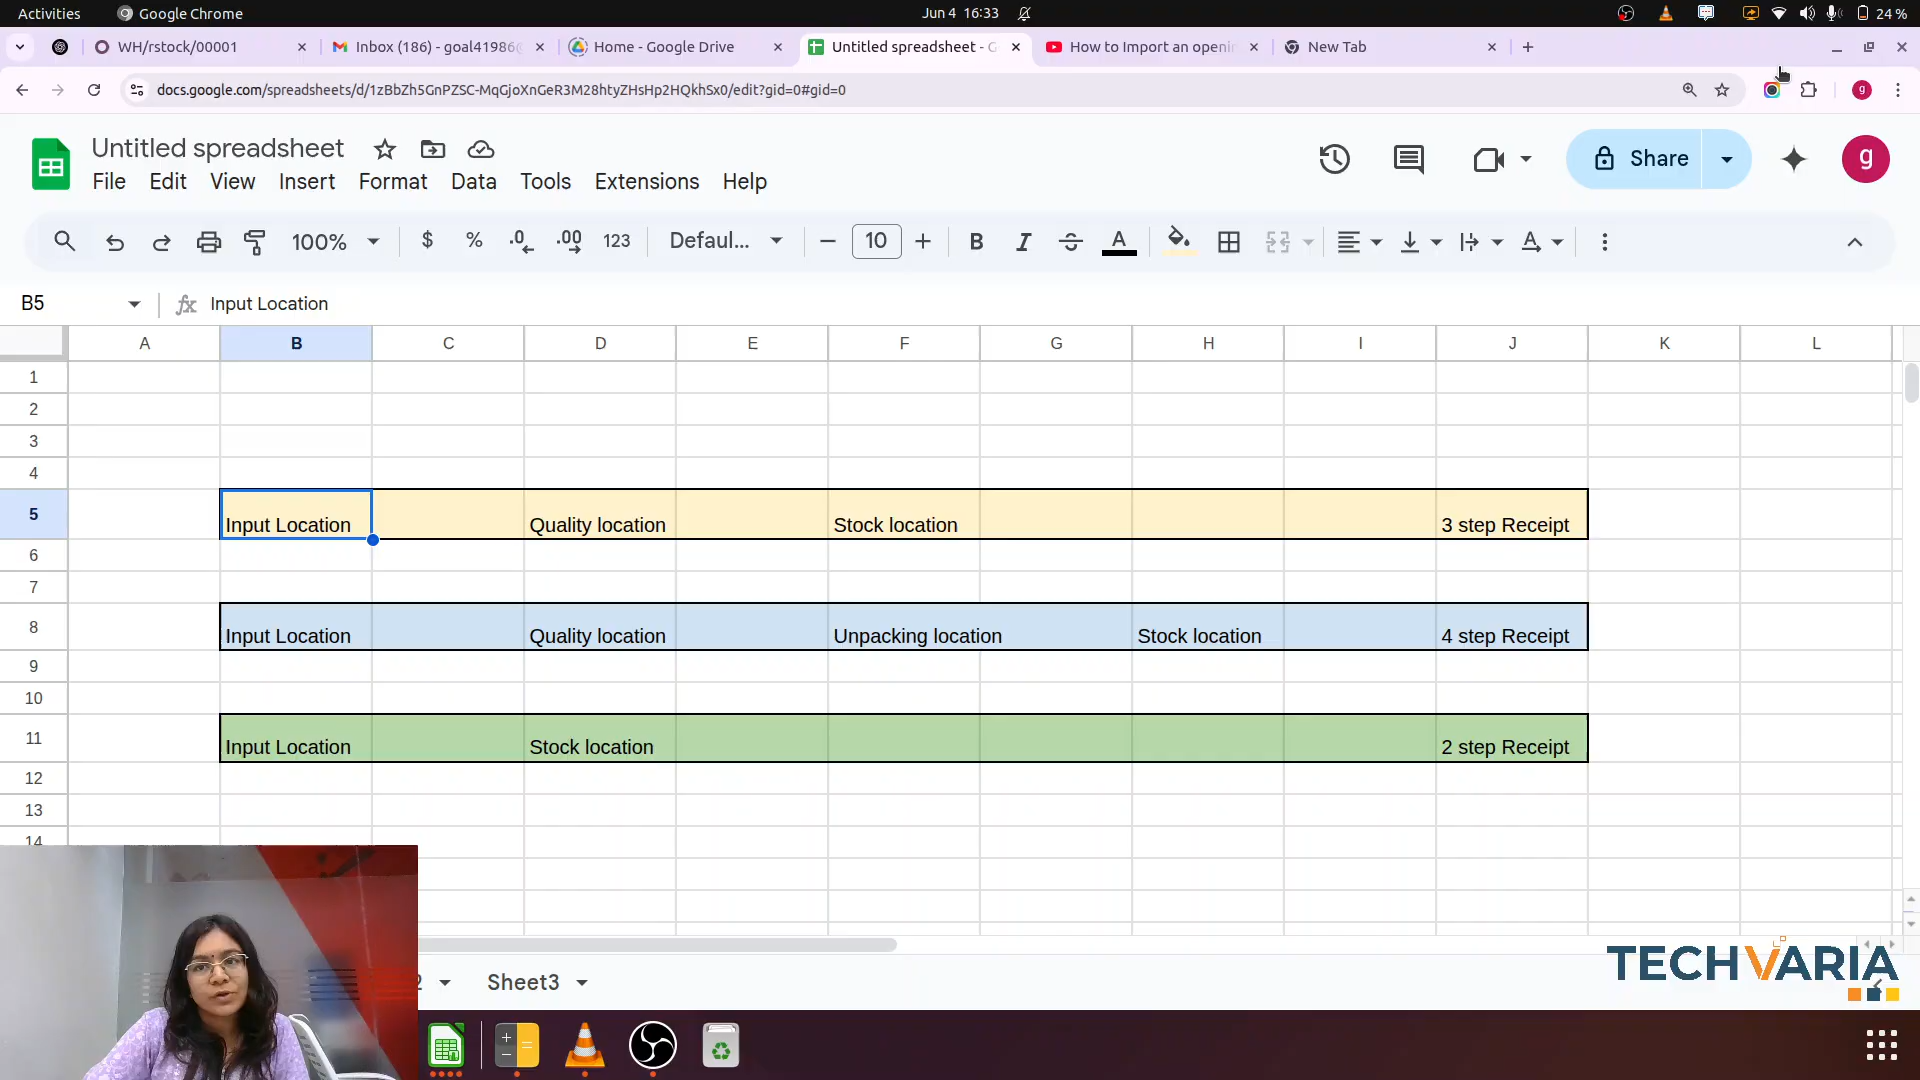 Activities Google Chrome Jun 4 16:33 24 %
WH/rstock/00001 Inbox (186) - goal41986 Home - Google Drive Untitled spreadsheet - G How to Import an openin New Tab
docs.google.com/spreadsheets/d/1zBbZh5GnPZSC-MqGjoXnGeR3M28htyZHsHp2HQkhSx0/edit?gid=0#gid=0 g
Untitled spreadsheet Share g
File Edit View Insert Format Data Tools Extensions Help
100% $ % .0 .00 123 Defaul... 10 B I S A A
B5 fx Input Location
A B C D E F G H I J K L
1
2
3
4
5 Input Location Quality location Stock location 3 step Receipt
6
7
8 Input Location Quality location Unpacking location Stock location 4 step Receipt
9
10
11 Input Location Stock location 2 step Receipt
12
13
14
TECHVARIA
2 Sheet3